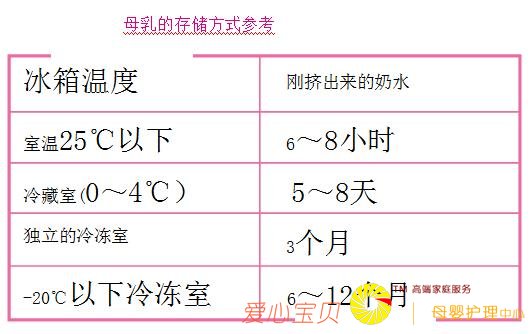 母乳的存储方式参考
冰箱温度 刚挤出来的奶水
室温25℃以下 6～8小时
冷藏室(0～4℃) 5～8天
独立的冷冻室 3个月
-20℃以下冷冻室 6～12个月
TM 高端家庭服务
爱心宝贝 母婴护理中心